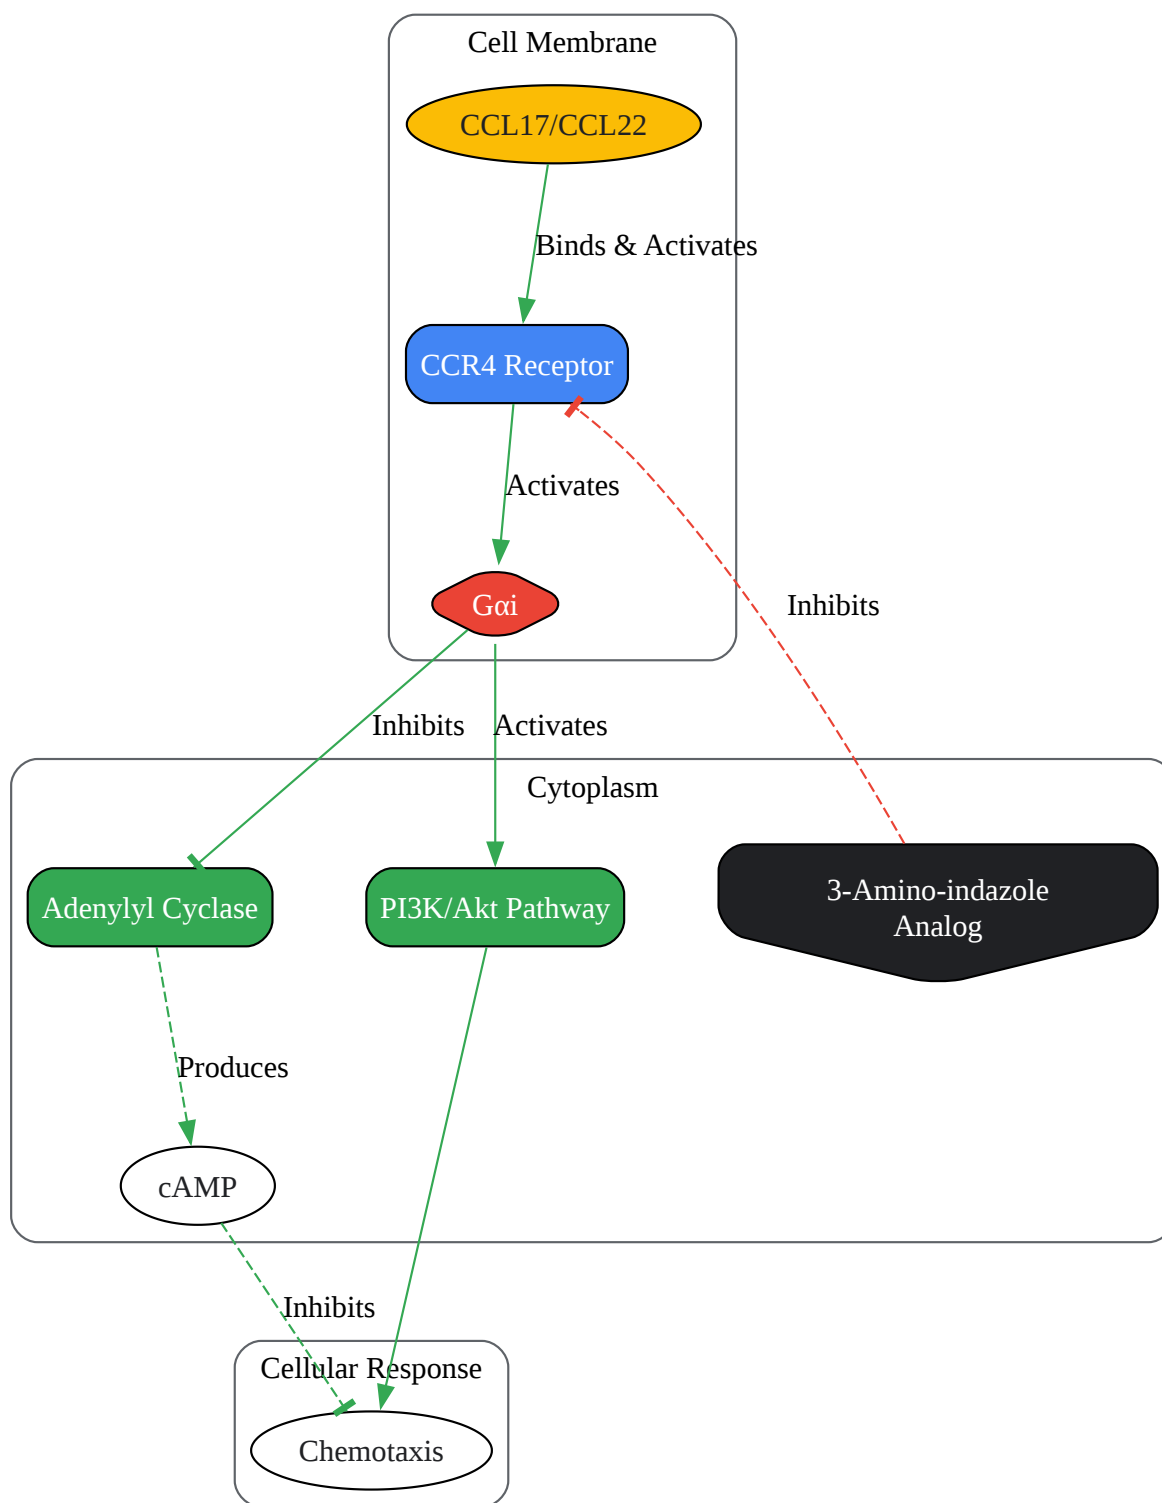 Cell Membrane
CCL17/CCL22
Binds & Activates
CCR4 Receptor
Activates
Inhibits
Gαi
Inhibits
Activates
Cytoplasm
Adenylyl Cyclase
PI3K/Akt Pathway
3-Amino-indazole
Analog
Produces
cAMP
Inhibits
Cellular Response
Chemotaxis